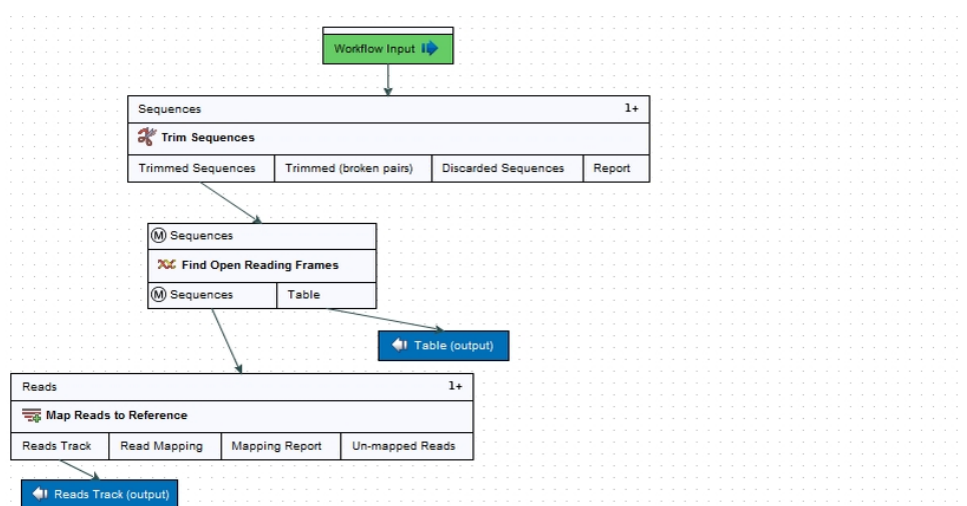 Workflow Input
Sequences 1+
Trim Sequences
Trimmed Sequences Trimmed (broken pairs) Discarded Sequences Report
M Sequences
Find Open Reading Frames
M Sequences Table
Table (output)
Reads 1+
Map Reads to Reference
Reads Track Read Mapping Mapping Report Un-mapped Reads
Reads Track (output)